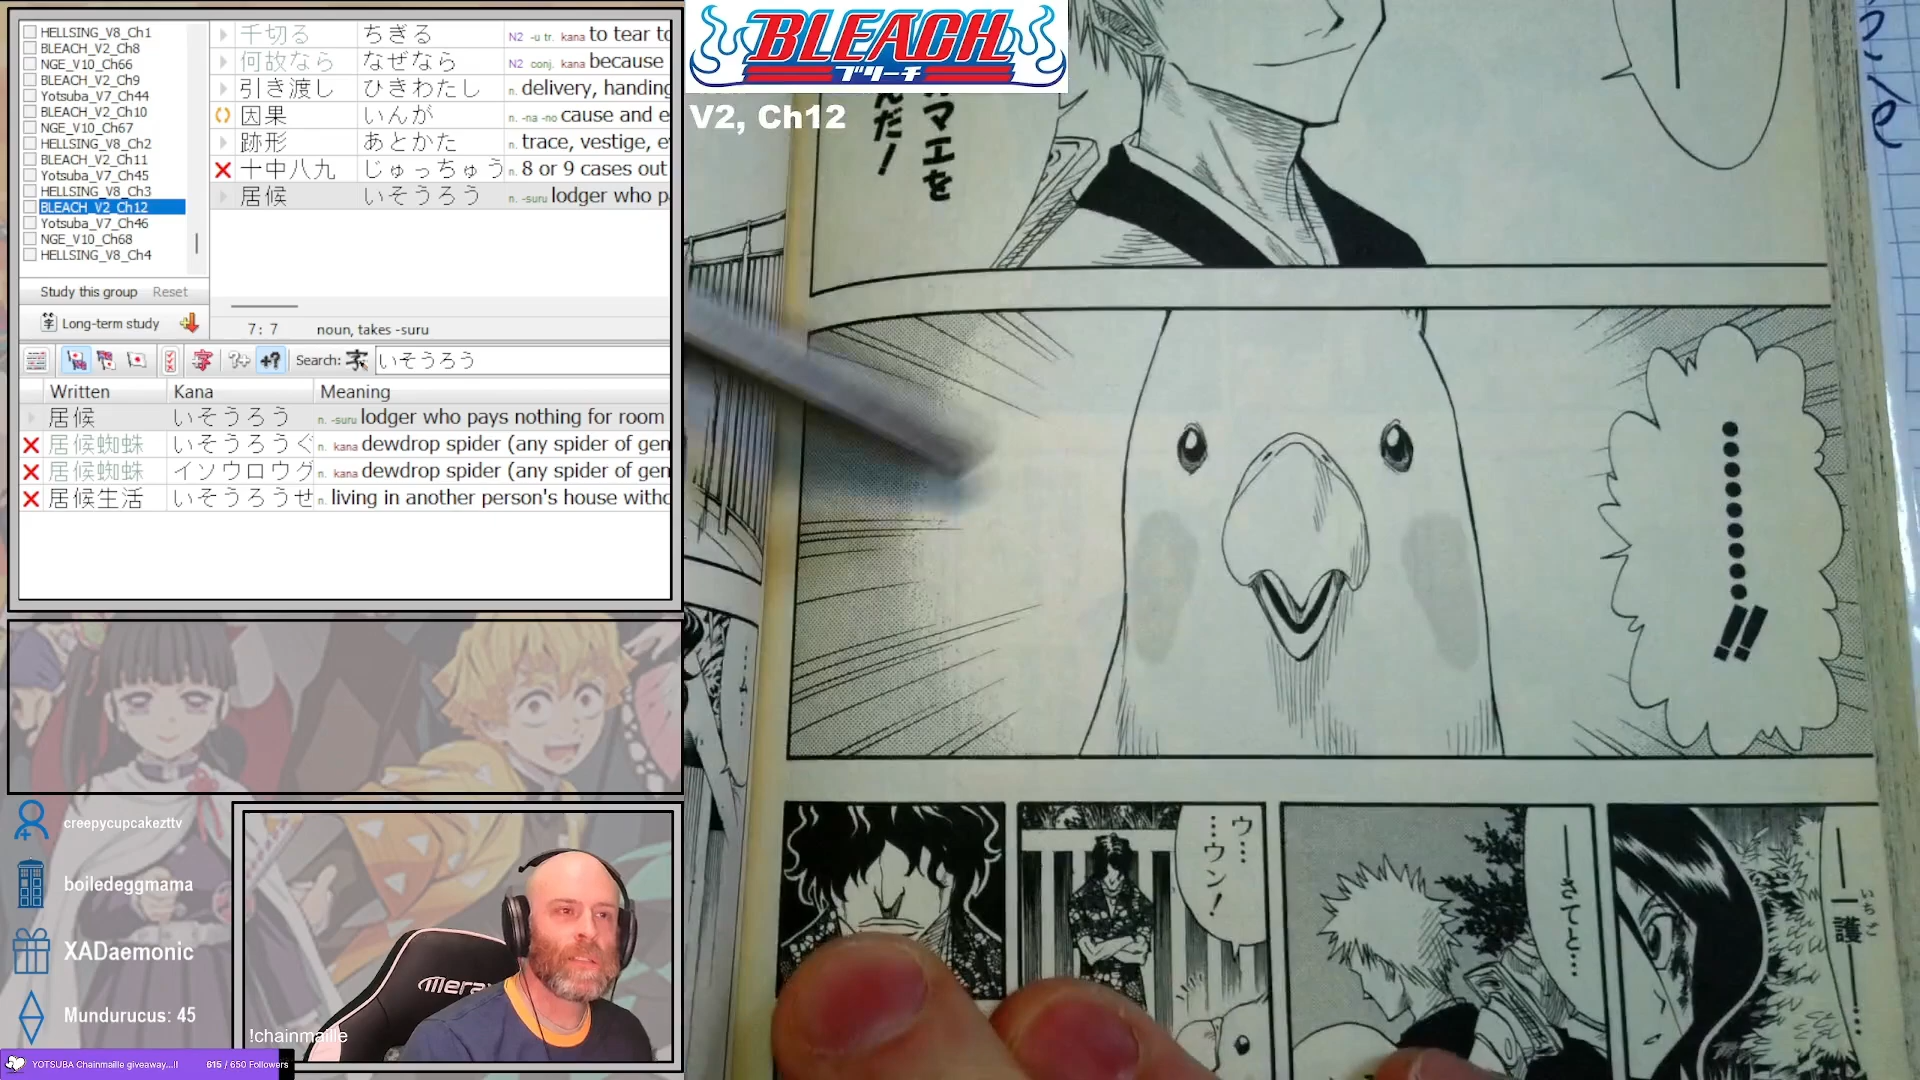 HELLSING_V8_Ch1
BLEACH_V2_Ch8
NGE_V10_Ch66
BLEACH_V2_Ch9
Yotsuba_V7_Ch44
BLEACH_V2_Ch10
NGE_V10_Ch67
HELLSING_V8_Ch2
BLEACH_V2_Ch11
Yotsuba_V7_Ch45
HELLSING_V8_Ch3
BLEACH_V2_Ch12
Yotsuba_V7_Ch46
NGE_V10_Ch68
HELLSING_V8_Ch4
Study this group Reset
Long-term study
千切る ちぎる N2 -u tr. kana to tear to
何故なら なぜなら N2 conj. kana because
引き渡し ひきわたし n. delivery, handing
因果 いんが n. -na -no cause and e
跡形 あとかた n. trace, vestige, e
十中八九 じゅっちゅう n. 8 or 9 cases out
居候 いそうろう n. -suru lodger who p
7: 7 noun, takes -suru
Search: いそうろう
Written Kana Meaning
居候 いそうろう n. -suru lodger who pays nothing for room
居候蜘蛛 いそうろうぐ n. kana dewdrop spider (any spider of gen
居候蜘蛛 イソウロウグ n. kana dewdrop spider (any spider of gen
居候生活 いそうろうせ n. living in another person's house witho
BLEACH
ブリーチ
V2, Ch12
マエを
んだ!
………!!
──一護──……
いちご
──さてと…
ウ…
…ウン!
creepycupcakezttv
boiledeggmama
XADaemonic
Mundurucus: 45
!chainmaille
YOTSUBA Chainmaille giveaway...!! 615 / 650 Followers